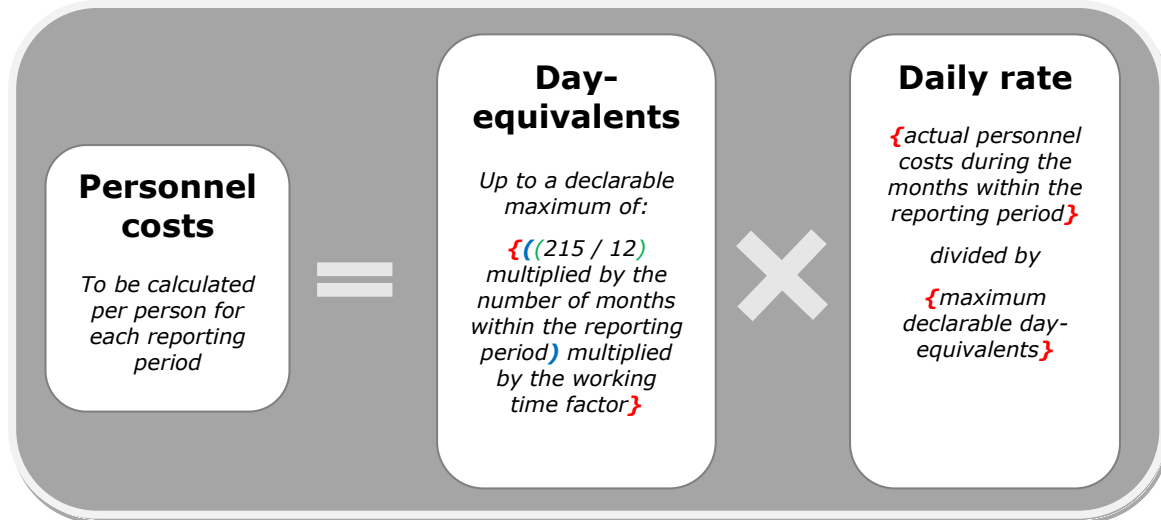 Personnel
costs
To be calculated
per person for
each reporting
period
=
Day-
equivalents
Up to a declarable
maximum of:
{((215 / 12)
multiplied by the
number of months
within the reporting
period) multiplied
by the working
time factor}
×
Daily rate
{actual personnel
costs during the
months within the
reporting period}
divided by
{maximum
declarable day-
equivalents}